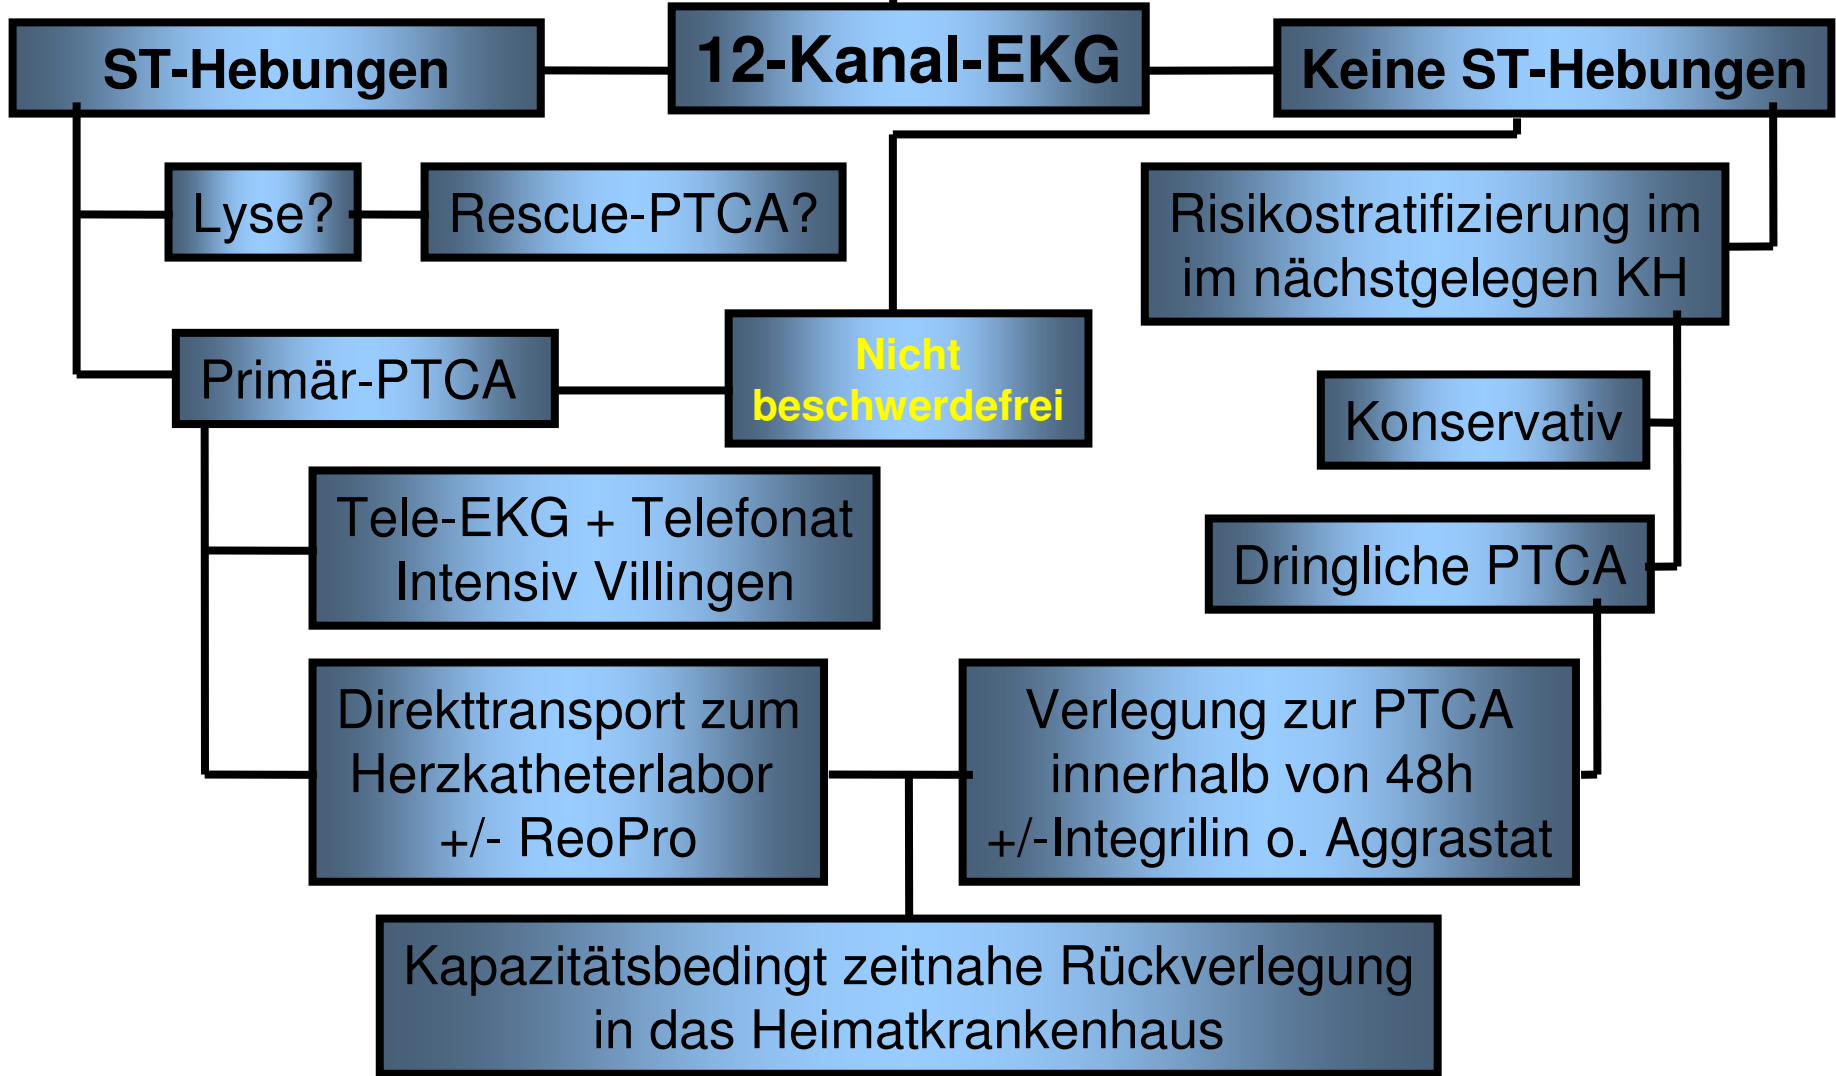 ST-Hebungen
12-Kanal-EKG
Keine ST-Hebungen
Lyse?
Rescue-PTCA?
Risikostratifizierung im
im nächstgelegen KH
Primär-PTCA
Nicht
beschwerdefrei
Konservativ
Tele-EKG + Telefonat
Intensiv Villingen
Dringliche PTCA
Direkttransport zum
Herzkatheterlabor
+/- ReoPro
Verlegung zur PTCA
innerhalb von 48h
+/-Integrilin o. Aggrastat
Kapazitätsbedingt zeitnahe Rückverlegung
in das Heimatkrankenhaus